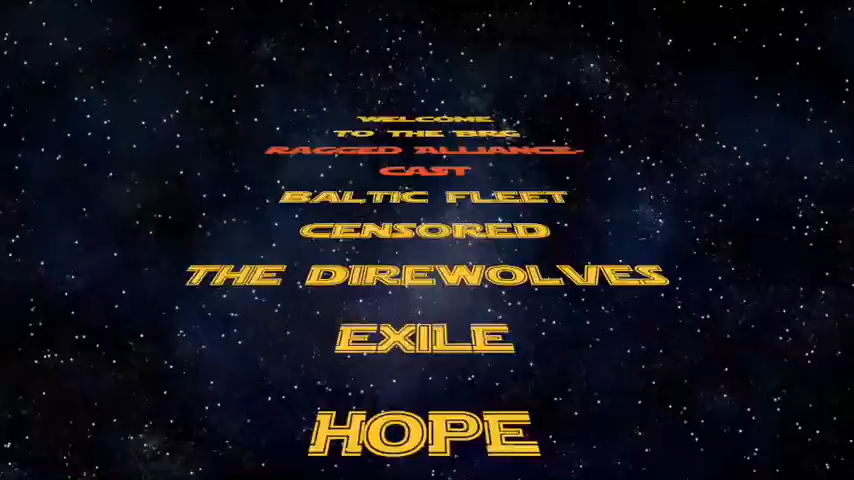 WELCOME
TO THE BRG
RAGGED ALLIANCE-
CAST
BALTIC FLEET
CENSORED
THE DIREWOLVES
EXILE
HOPE